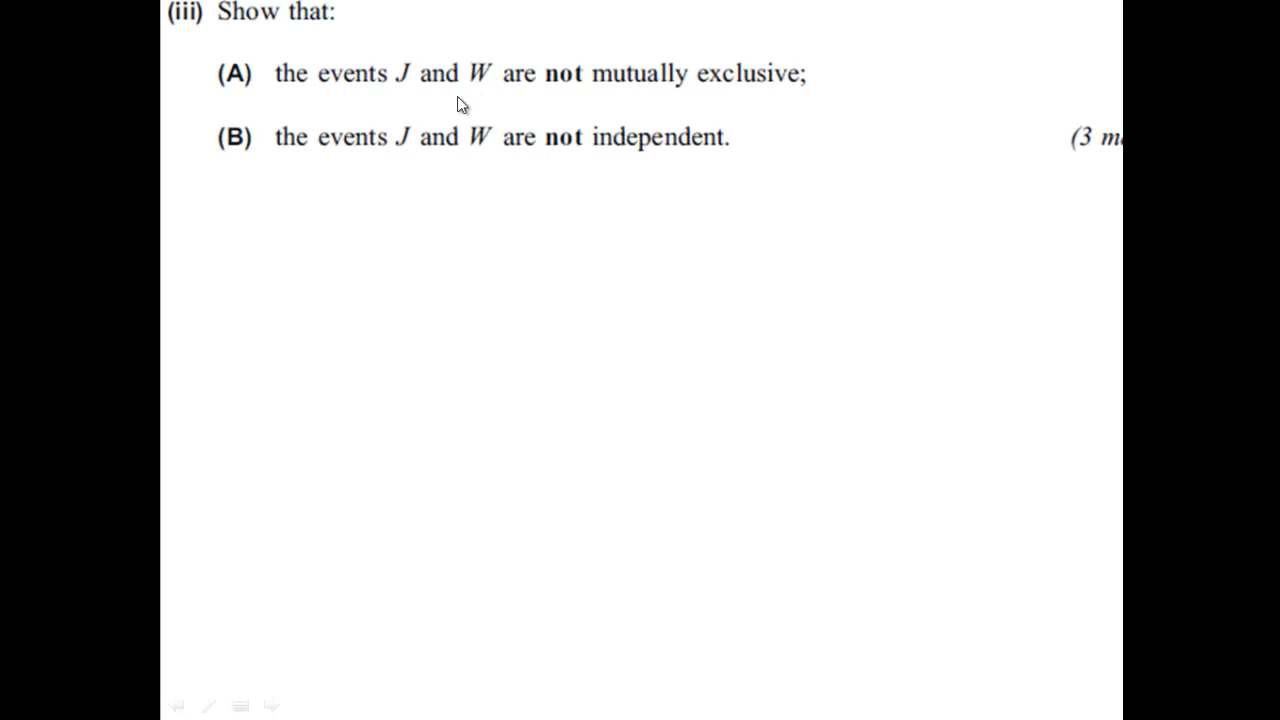 (iii) Show that:
(A) the events J and W are not mutually exclusive;
(B) the events J and W are not independent. (3